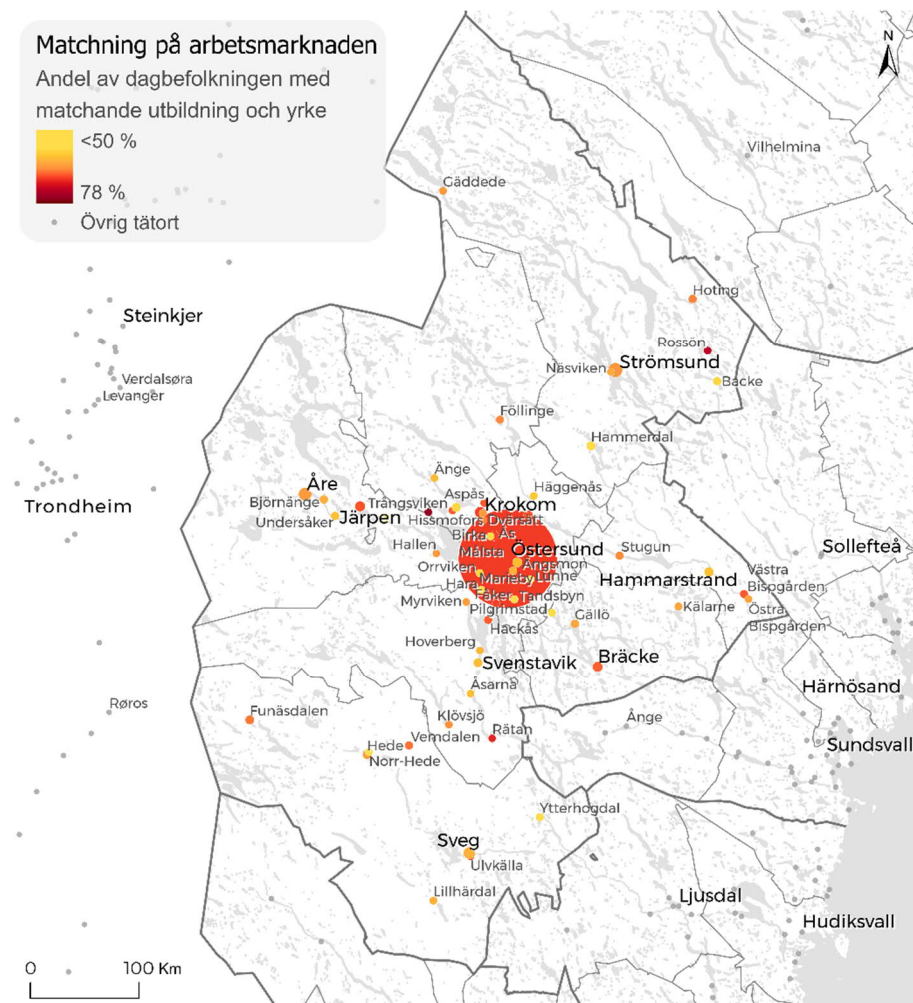 Matchning på arbetsmarknaden
Andel av dagbefolkningen med
matchande utbildning och yrke
<50 %
78 %
Övrig tätort
N
Vilhelmina
Gäddede
Hoting
Steinkjer
Rossön
Strömsund
Näsviken
Backe
Verdalsøra
Levanger
Föllinge
Hammerdal
Änge
Åre
Häggenås
Björnänge
Trångsviken
Aspås
Krokom
Trondheim
Undersåker
Järpen
Hissmofors
Dvärsätt
Birka
Ås
Hallen
Målsta
Östersund
Stugun
Sollefteå
Orrviken
Ängsmon
Marieby
Lunne
Hammarstrand
Västra
Bispgården
Hara
Fåker
Tandsbyn
Myrviken
Pilgrimstad
Kälarne
Östra
Bispgården
Hackås
Gällö
Hoverberg
Svenstavik
Bräcke
Åsarna
Härnösand
Røros
Funäsdalen
Klövsjö
Ånge
Rätan
Vemdalen
Hede
Norr-Hede
Sundsvall
Ytterhogdal
Sveg
Ulvkälla
Lillhärdal
Ljusdal
Hudiksvall
0
100 Km